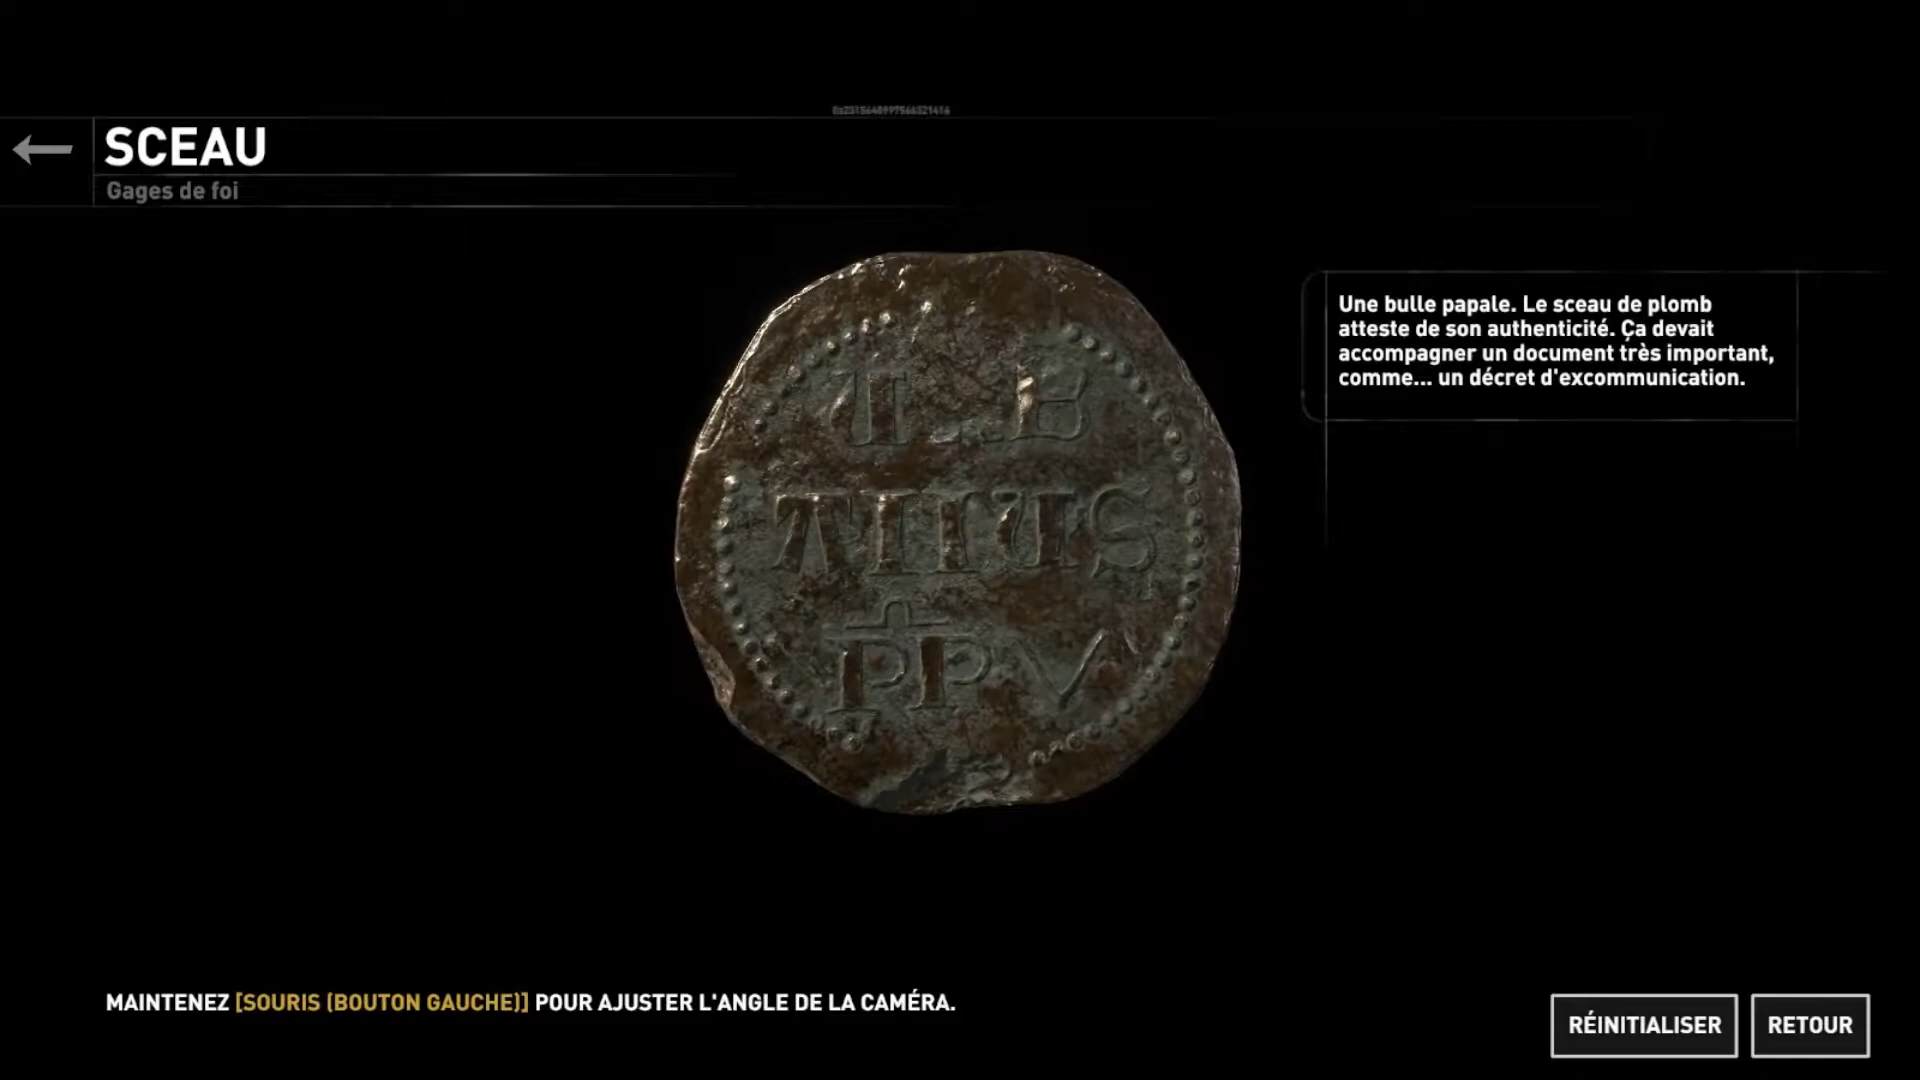 SCEAU
Gages de foi
Une bulle papale. Le sceau de plomb
atteste de son authenticité. Ça devait
accompagner un document très important,
comme... un décret d'excommunication.
B
PP V
MAINTENEZ [SOURIS (BOUTON GAUCHE)] POUR AJUSTER L'ANGLE DE LA CAMÉRA.
RÉINITIALISER
RETOUR